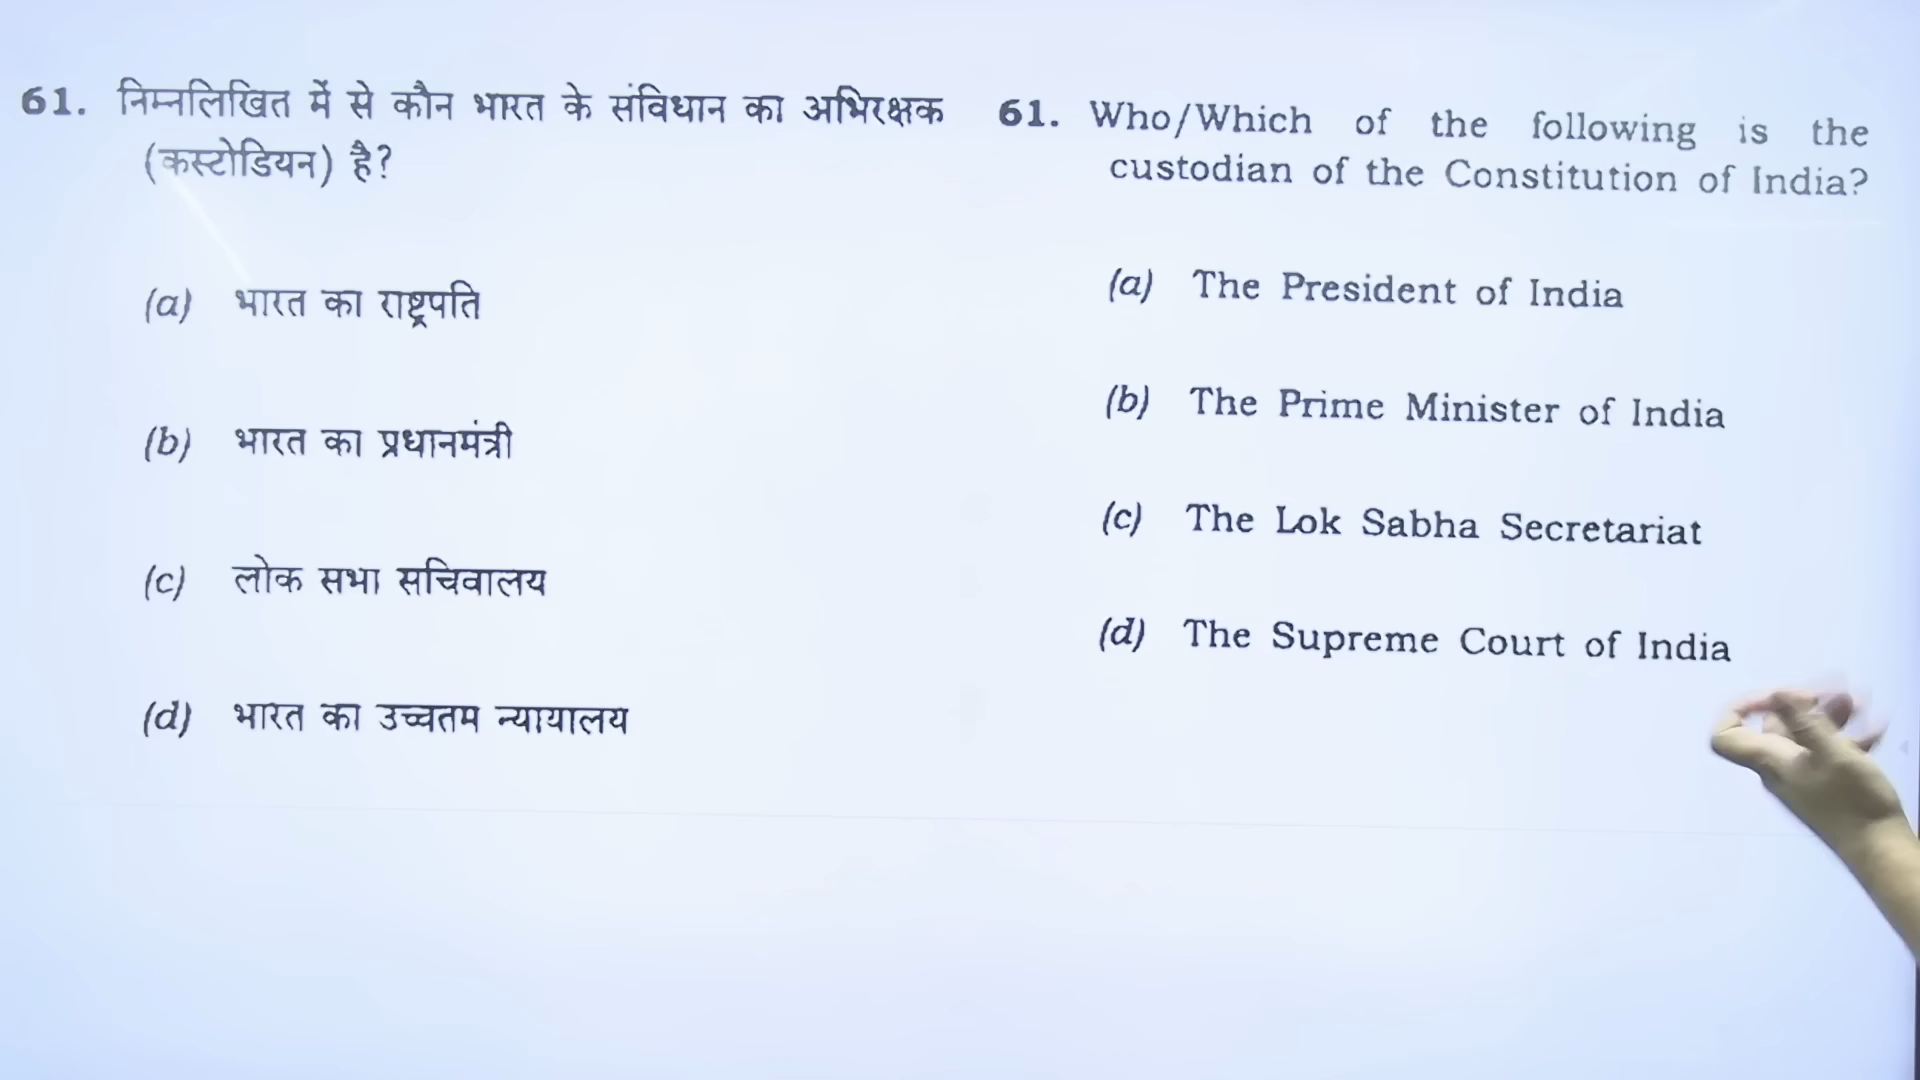 61. निम्नलिखित में से कौन भारत के संविधान का अभिरक्षक
(कस्टोडियन) है?
(a) भारत का राष्ट्रपति
(b) भारत का प्रधानमंत्री
(c) लोक सभा सचिवालय
(d) भारत का उच्चतम न्यायालय
61. Who/Which of the following is the
custodian of the Constitution of India?
(a) The President of India
(b) The Prime Minister of India
(c) The Lok Sabha Secretariat
(d) The Supreme Court of India